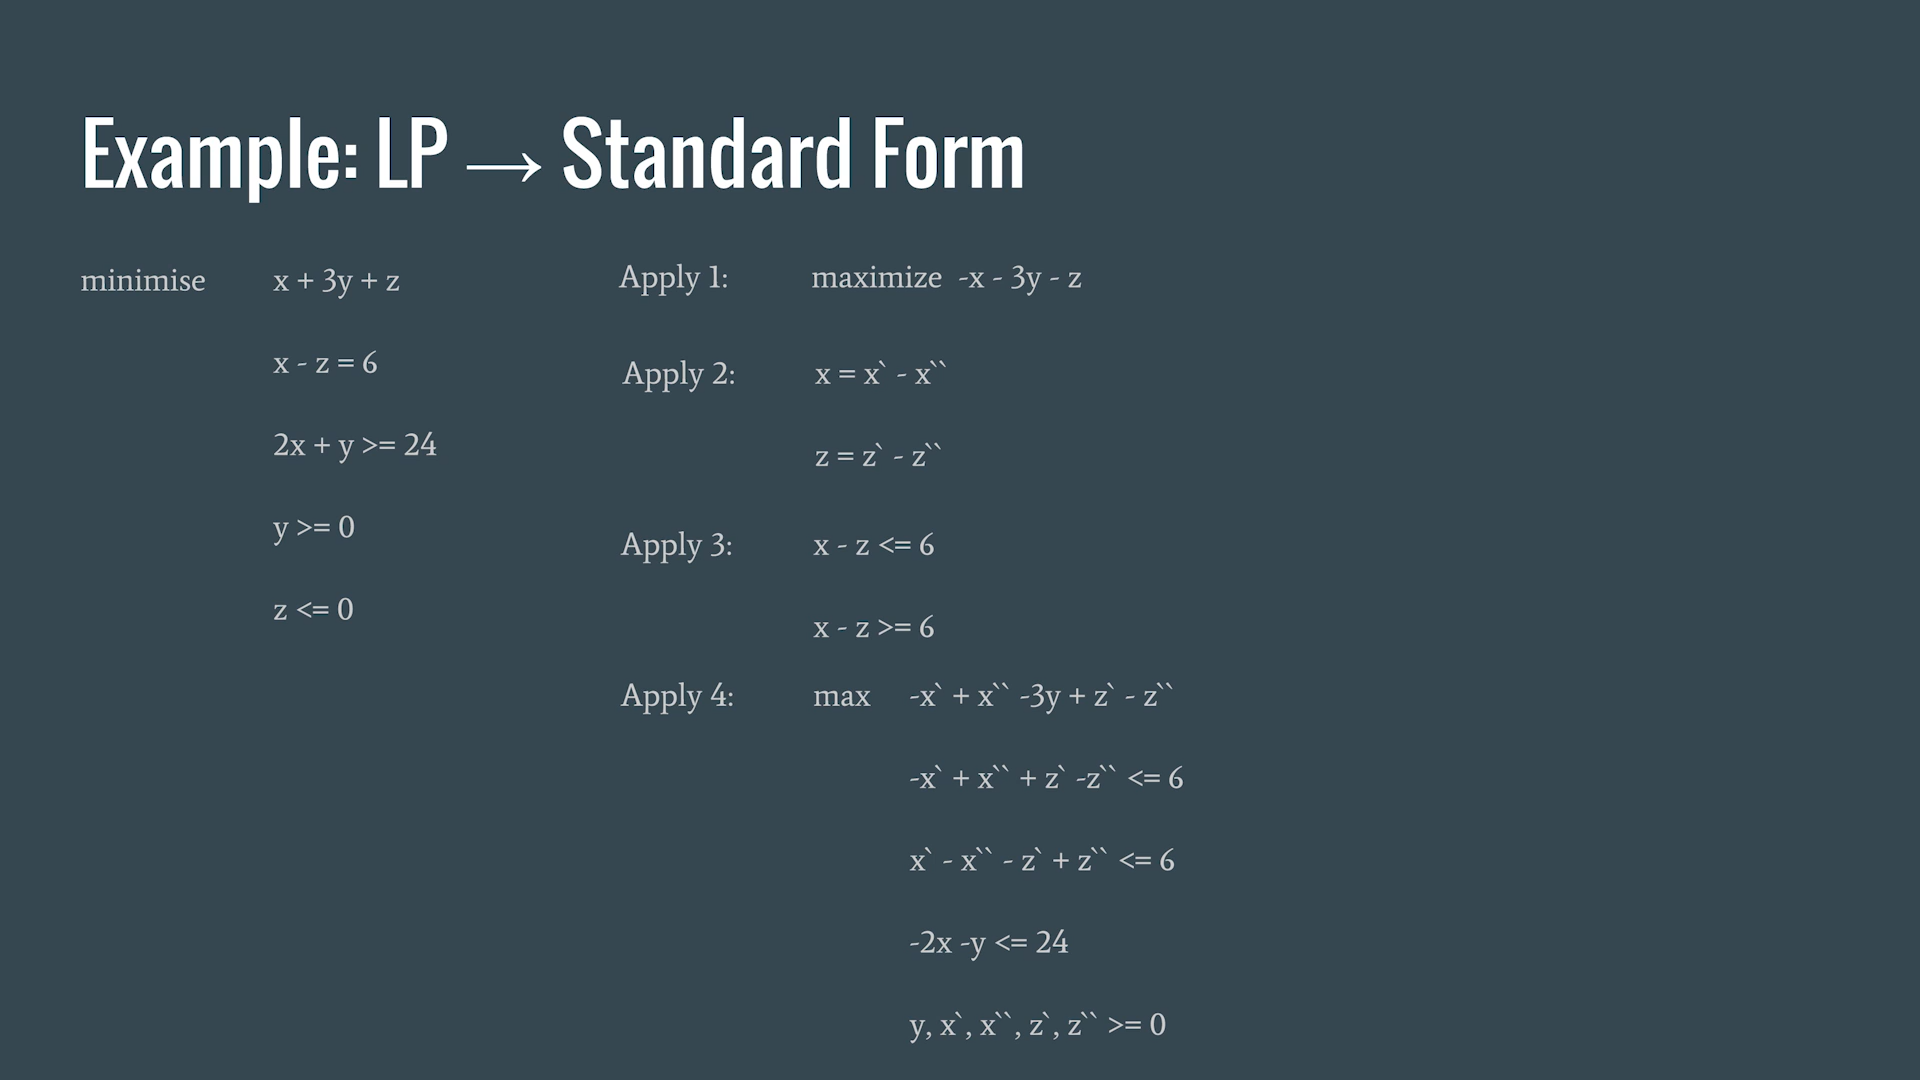 Example: LP → Standard Form
minimise x + 3y + z
x - z = 6
2x + y >= 24
y >= 0
z <= 0
Apply 1: maximize -x - 3y - z
Apply 2: x = x` - x``
z = z` - z``
Apply 3: x - z <= 6
x - z >= 6
Apply 4: max -x` + x`` -3y + z` - z``
-x` + x`` + z` -z`` <= 6
x` - x`` - z` + z`` <= 6
-2x -y <= 24
y, x`, x``, z`, z`` >= 0